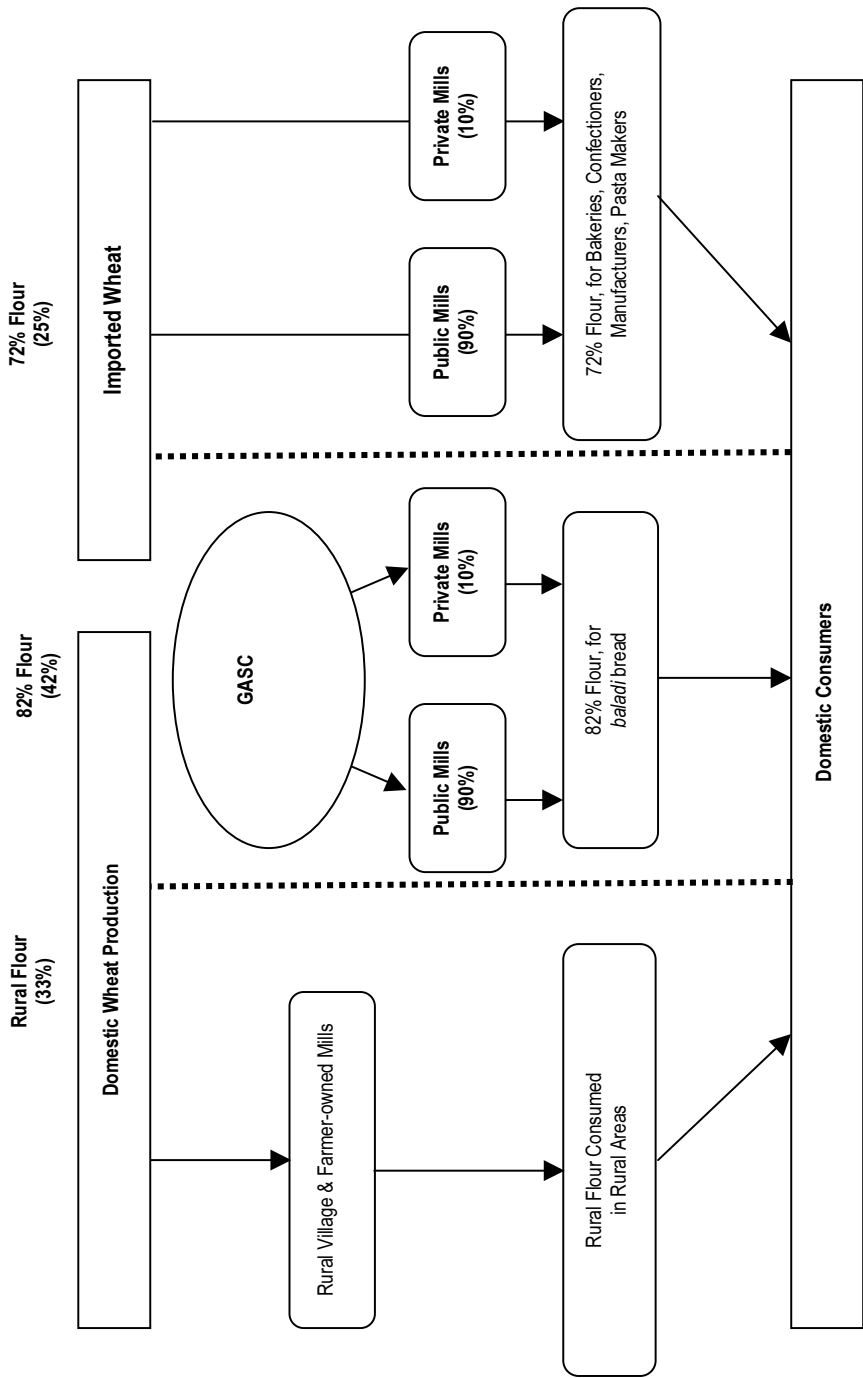 Rural Flour
(33%)
82% Flour
(42%)
72% Flour
(25%)
Domestic Wheat Production
Imported Wheat
GASC
Rural Village & Farmer-owned Mills
Public Mills
(90%)
Private Mills
(10%)
Public Mills
(90%)
Private Mills
(10%)
Rural Flour Consumed
in Rural Areas
82% Flour, for
baladi bread
72% Flour, for Bakeries, Confectioners,
Manufacturers, Pasta Makers
Domestic Consumers